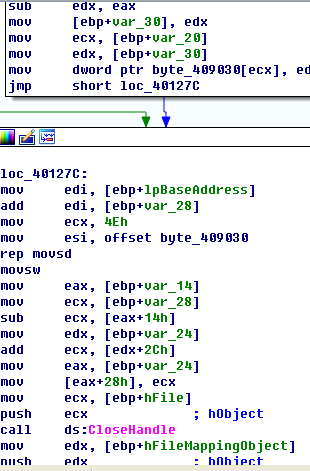 sub edx, eax
mov [ebp+var_30], edx
mov ecx, [ebp+var_20]
mov edx, [ebp+var_30]
mov dword ptr byte_409030[ecx], ed
jmp short loc_40127C
loc_40127C:
mov edi, [ebp+lpBaseAddress]
add edi, [ebp+var_28]
mov ecx, 4Eh
mov esi, offset byte_409030
rep movsd
movsw
mov eax, [ebp+var_14]
mov ecx, [ebp+var_28]
sub ecx, [eax+14h]
mov edx, [ebp+var_24]
add ecx, [edx+2Ch]
mov eax, [ebp+var_24]
mov [eax+28h], ecx
mov ecx, [ebp+hFile]
push ecx ; hObject
call ds:CloseHandle
mov edx, [ebp+hFileMappingObject]
push edx ; hObject